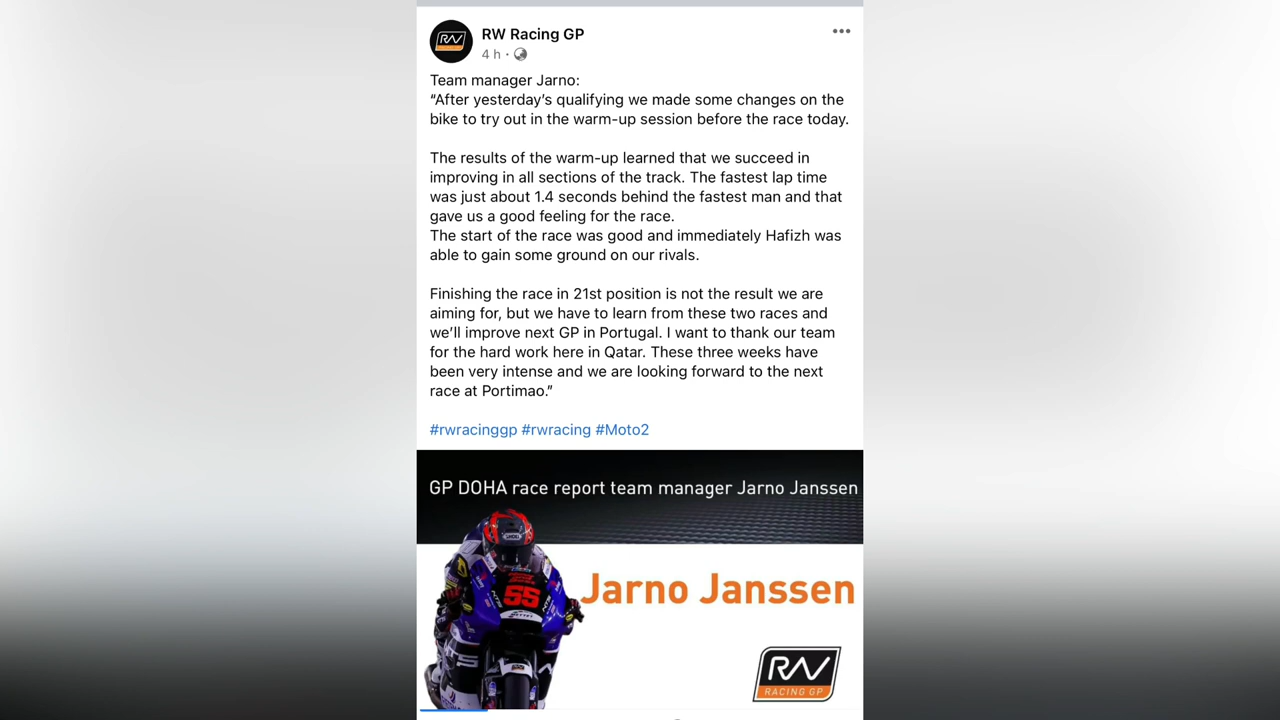 RW Racing GP
4 h ·
Team manager Jarno:
“After yesterday’s qualifying we made some changes on the
bike to try out in the warm-up session before the race today.
The results of the warm-up learned that we succeed in
improving in all sections of the track. The fastest lap time
was just about 1.4 seconds behind the fastest man and that
gave us a good feeling for the race.
The start of the race was good and immediately Hafizh was
able to gain some ground on our rivals.
Finishing the race in 21st position is not the result we are
aiming for, but we have to learn from these two races and
we’ll improve next GP in Portugal. I want to thank our team
for the hard work here in Qatar. These three weeks have
been very intense and we are looking forward to the next
race at Portimao.”
#rwracinggp #rwracing #Moto2
GP DOHA race report team manager Jarno Janssen
SHOEI
55
NTS
Jarno Janssen
RW
RACING GP